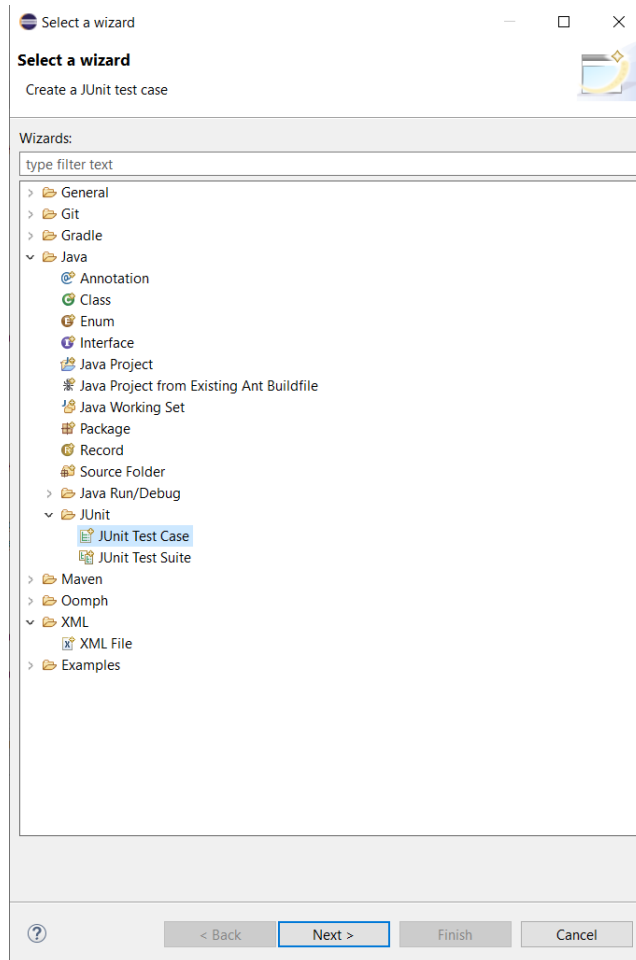 Select a wizard
Select a wizard
Create a JUnit test case
Wizards:
type filter text
General
Git
Gradle
Java
Annotation
Class
Enum
Interface
Java Project
Java Project from Existing Ant Buildfile
Java Working Set
Package
Record
Source Folder
Java Run/Debug
JUnit
JUnit Test Case
JUnit Test Suite
Maven
Oomph
XML
XML File
Examples
< Back Next > Finish Cancel